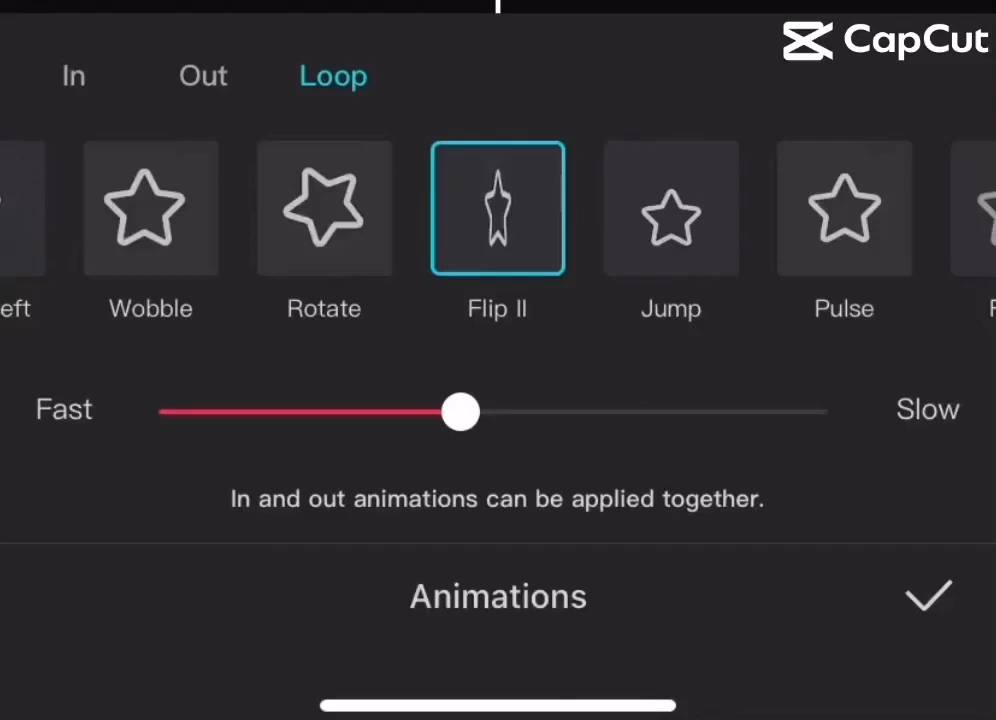 CapCut
In Out Loop
eft Wobble Rotate Flip II Jump Pulse
Fast Slow
In and out animations can be applied together.
Animations